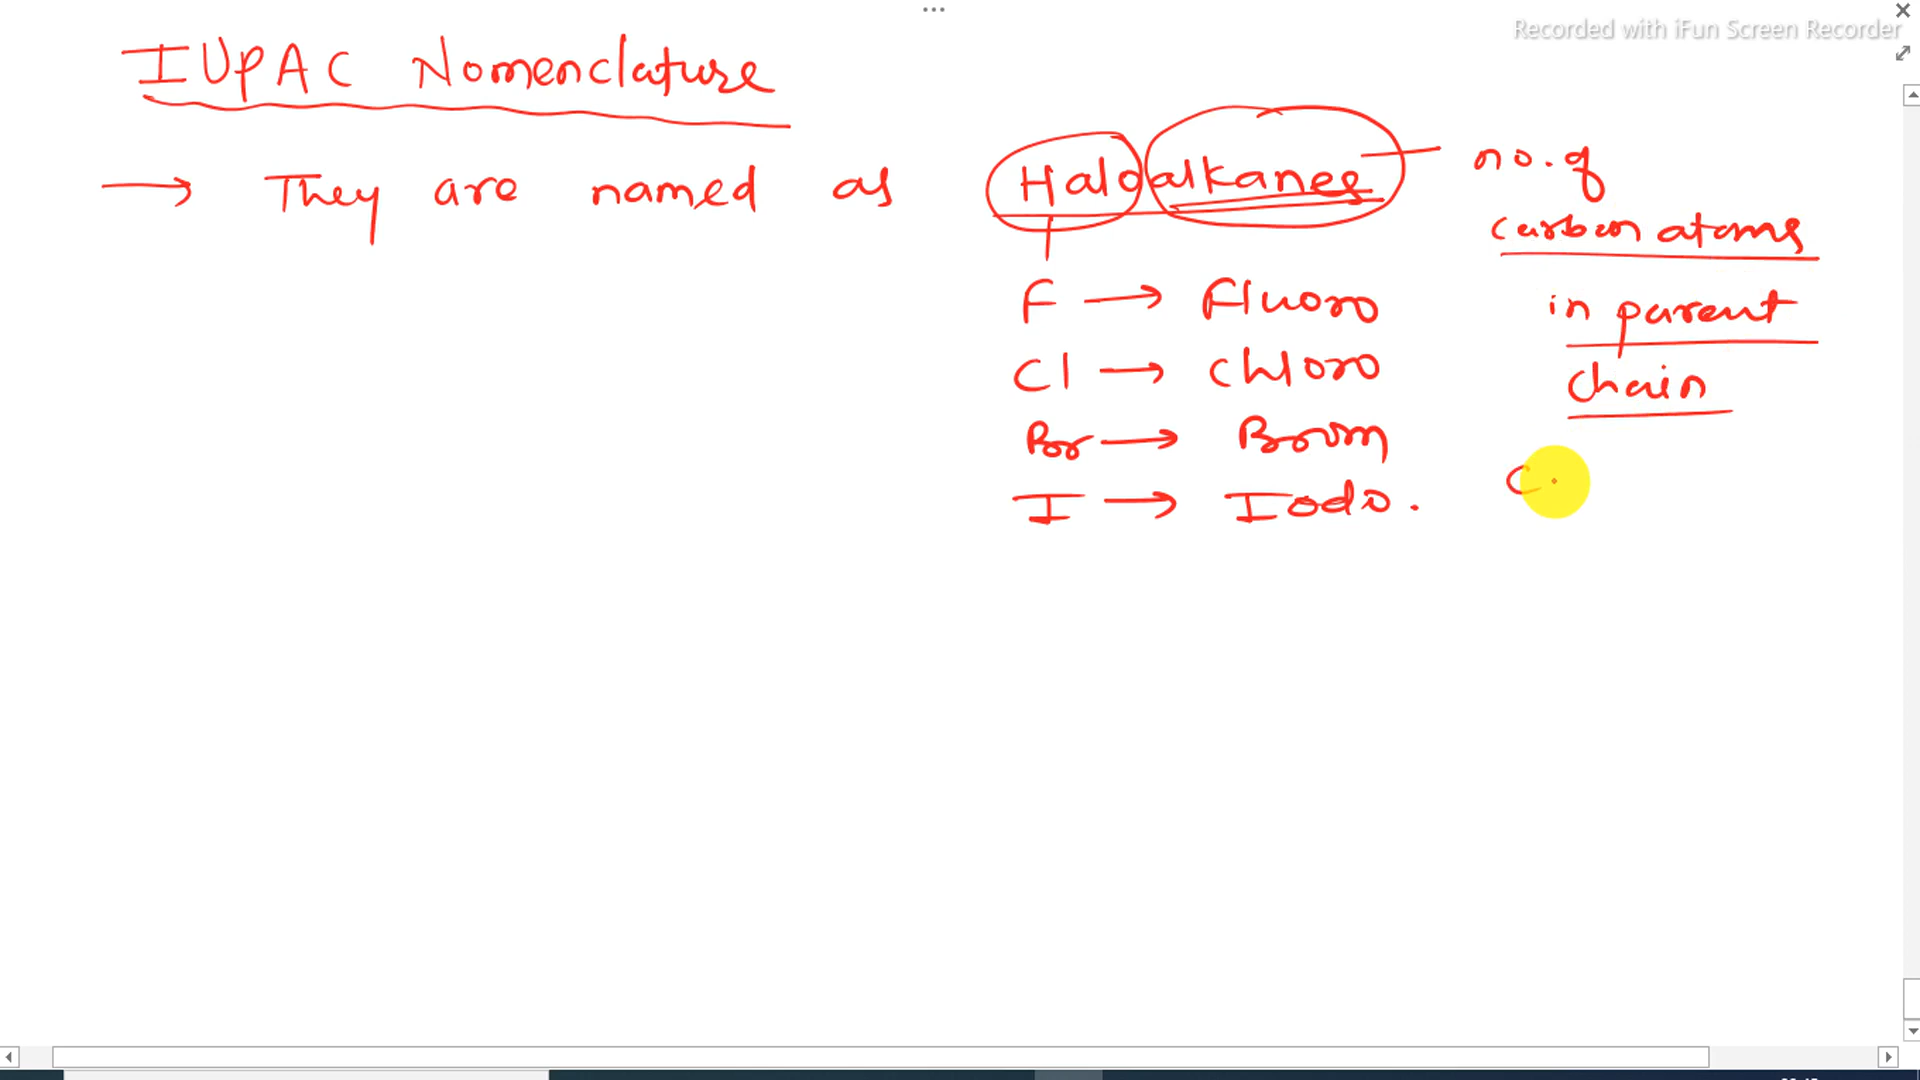 Recorded with iFun Screen Recorder
IUPAC Nomenclature
→ They are named as Haloalkanes — no. of
carbon atoms
in parent
chain
F → Fluoro
Cl → Chloro
Br → Bromo
I → Iodo.
C